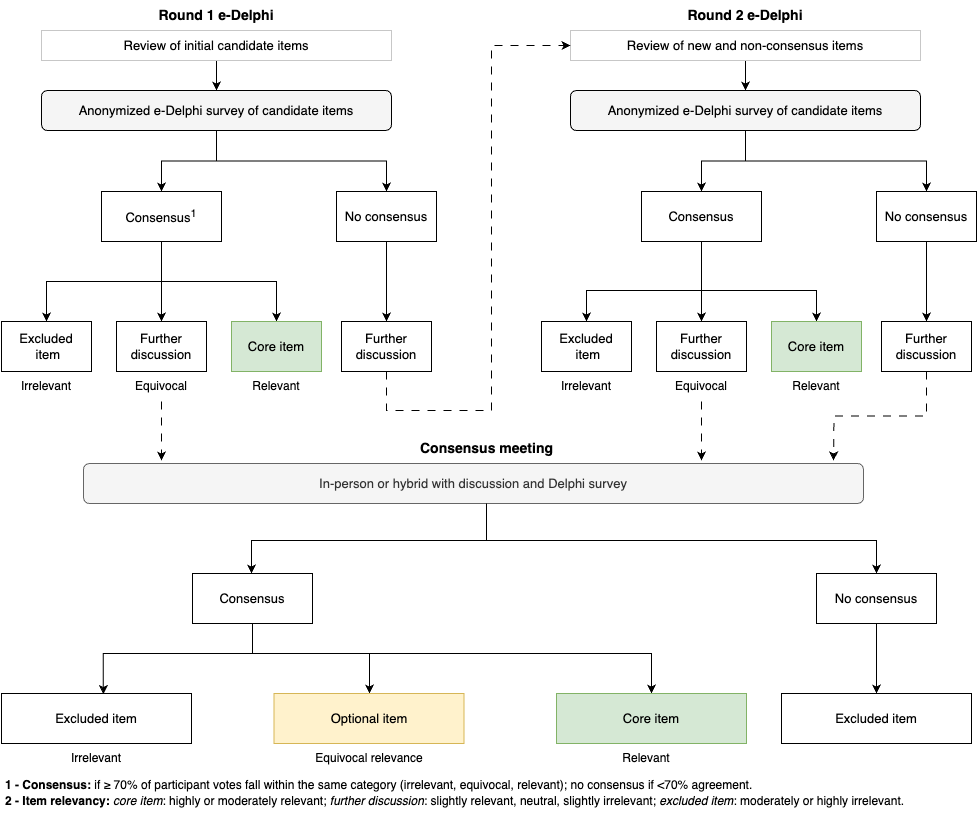 Round 1 e-Delphi
Round 2 e-Delphi
Review of initial candidate items
Review of new and non-consensus items
Anonymized e-Delphi survey of candidate items
Anonymized e-Delphi survey of candidate items
Consensus1
No consensus
Consensus
No consensus
Excluded
item
Further
discussion
Core item
Further
discussion
Excluded
item
Further
discussion
Core item
Further
discussion
Irrelevant
Equivocal
Relevant
Irrelevant
Equivocal
Relevant
Consensus meeting
In-person or hybrid with discussion and Delphi survey
Consensus
No consensus
Excluded item
Optional item
Core item
Excluded item
Irrelevant
Equivocal relevance
Relevant
1 - Consensus: if ≥ 70% of participant votes fall within the same category (irrelevant, equivocal, relevant); no consensus if <70% agreement.
2 - Item relevancy: core item: highly or moderately relevant; further discussion: slightly relevant, neutral, slightly irrelevant; excluded item: moderately or highly irrelevant.